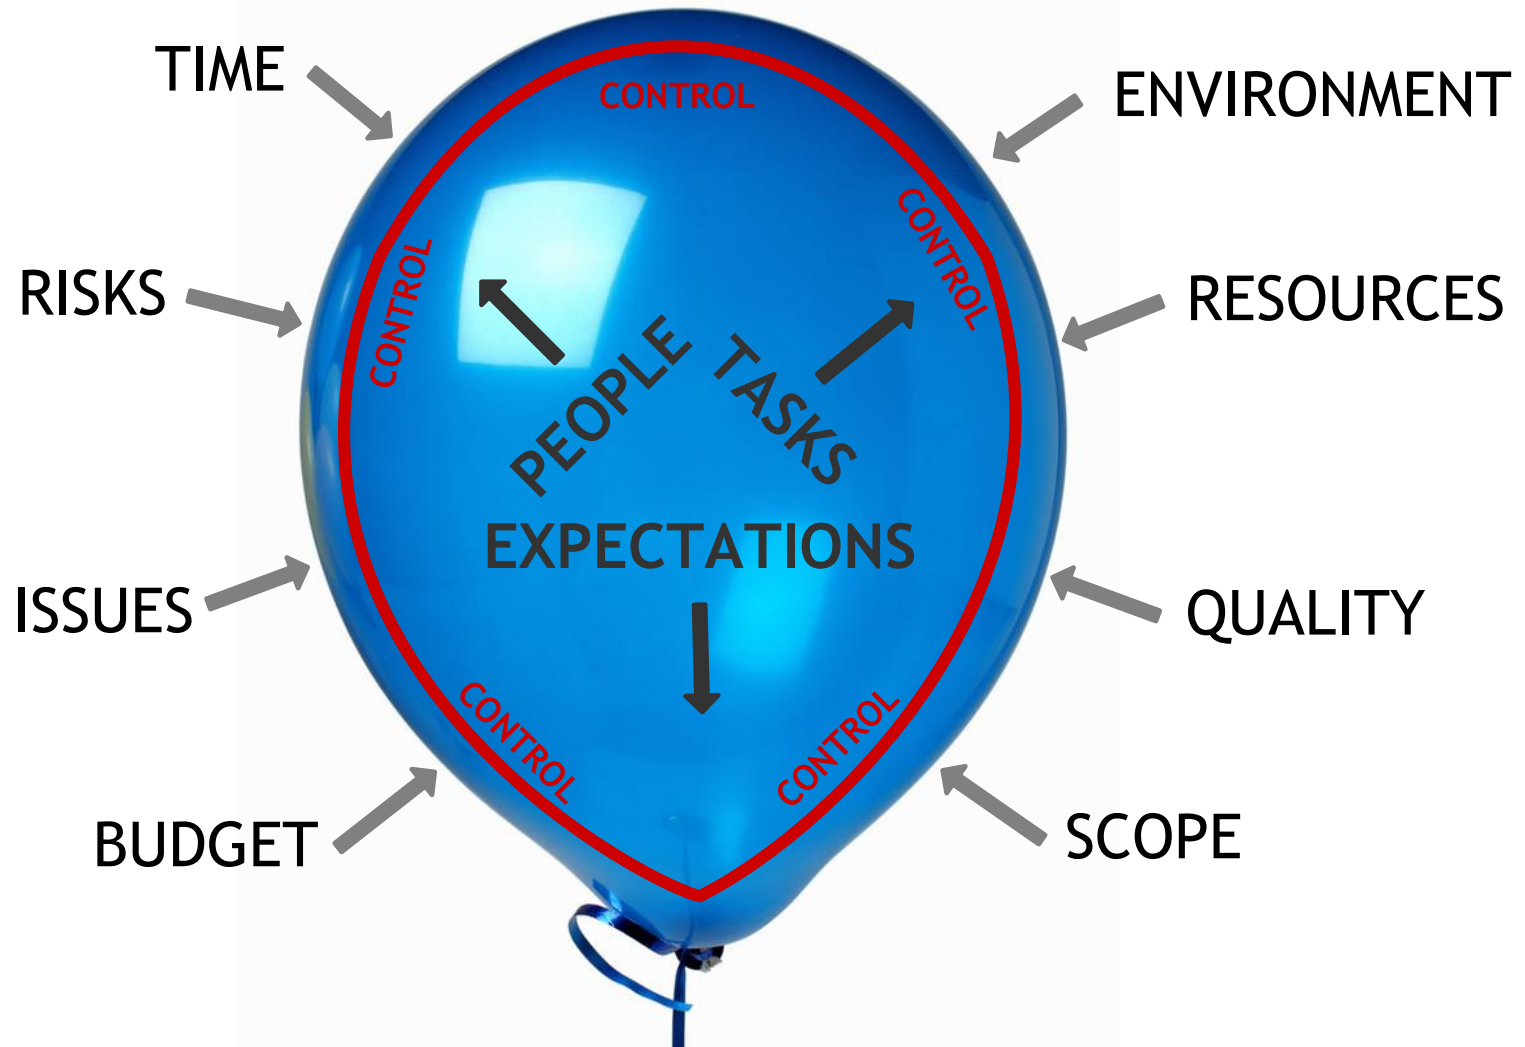 TIME
ENVIRONMENT
CONTROL
CONTROL
CONTROL
RISKS
RESOURCES
PEOPLE
TASKS
EXPECTATIONS
ISSUES
QUALITY
CONTROL
CONTROL
BUDGET
SCOPE